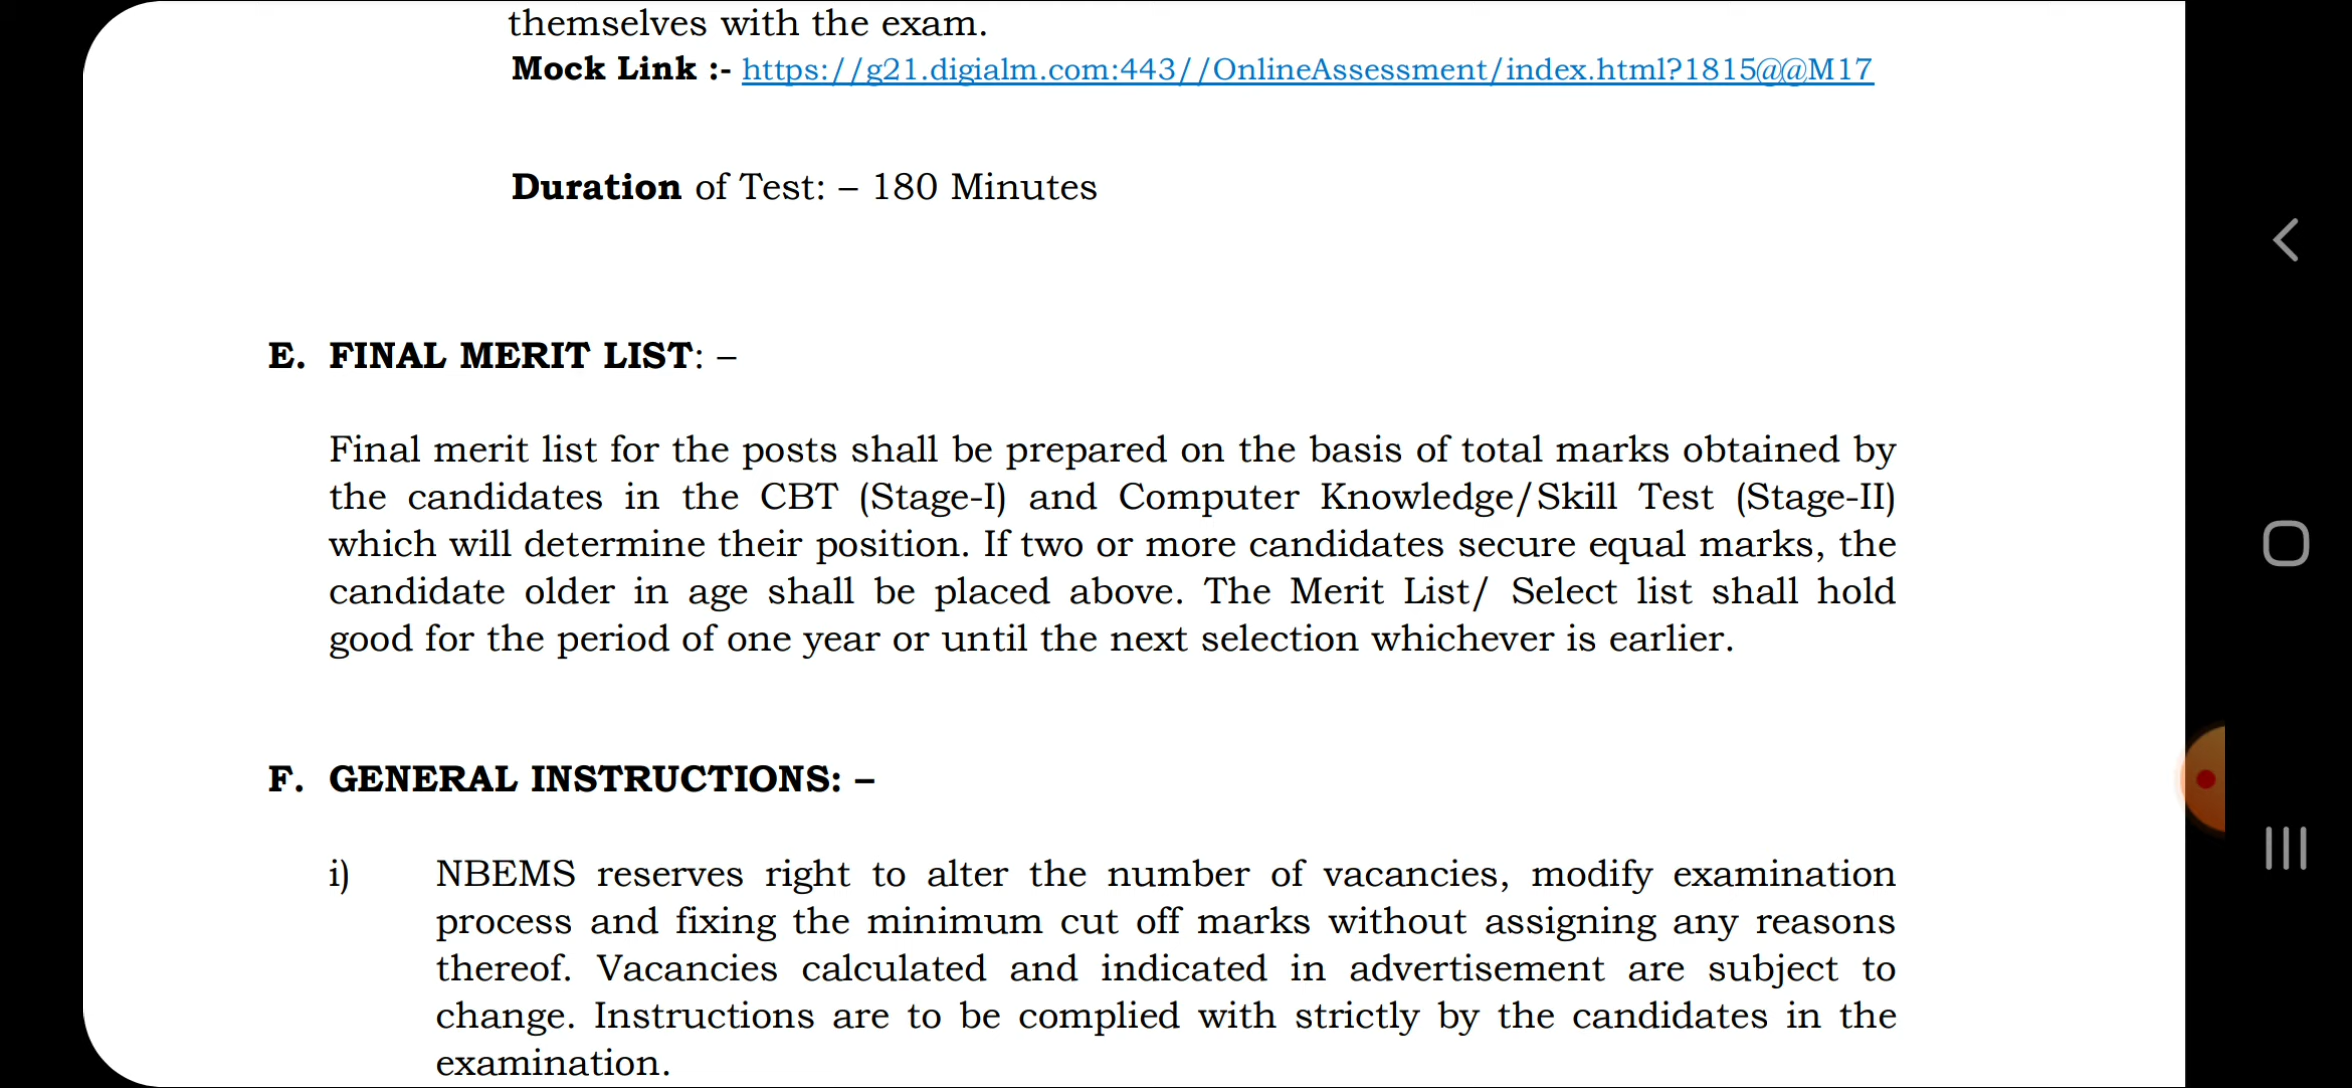 themselves with the exam.
Mock Link :- https://g21.digialm.com:443//OnlineAssessment/index.html?1815@@M17
Duration of Test: – 180 Minutes
E. FINAL MERIT LIST: –
Final merit list for the posts shall be prepared on the basis of total marks obtained by
the candidates in the CBT (Stage-I) and Computer Knowledge/Skill Test (Stage-II)
which will determine their position. If two or more candidates secure equal marks, the
candidate older in age shall be placed above. The Merit List/ Select list shall hold
good for the period of one year or until the next selection whichever is earlier.
F. GENERAL INSTRUCTIONS: –
i) NBEMS reserves right to alter the number of vacancies, modify examination
process and fixing the minimum cut off marks without assigning any reasons
thereof. Vacancies calculated and indicated in advertisement are subject to
change. Instructions are to be complied with strictly by the candidates in the
examination.